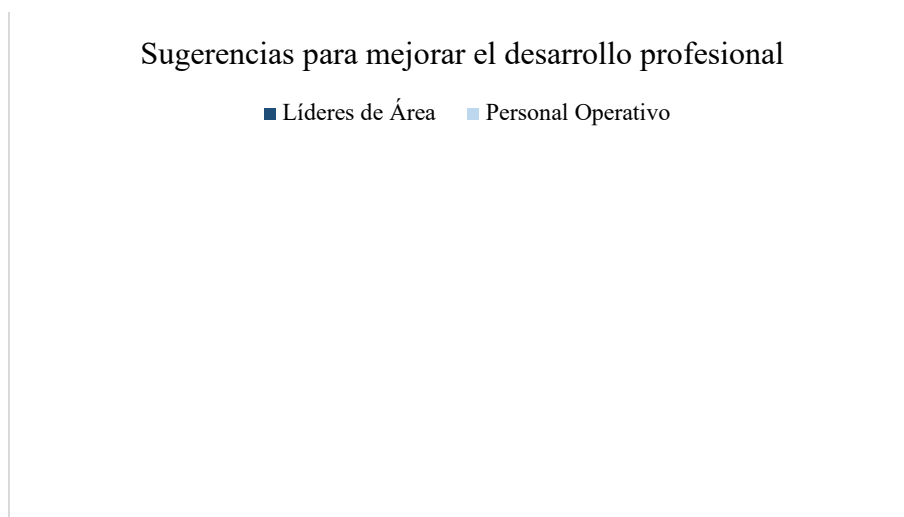 Sugerencias para mejorar el desarrollo profesional
Líderes de Área Personal Operativo